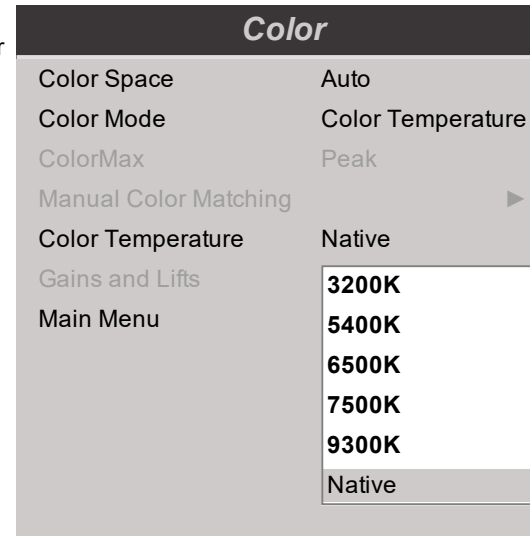 Color
r
Color Space Auto
Color Mode Color Temperature
ColorMax Peak
Manual Color Matching ►
Color Temperature Native
Gains and Lifts
3200K
Main Menu
5400K
6500K
7500K
9300K
Native